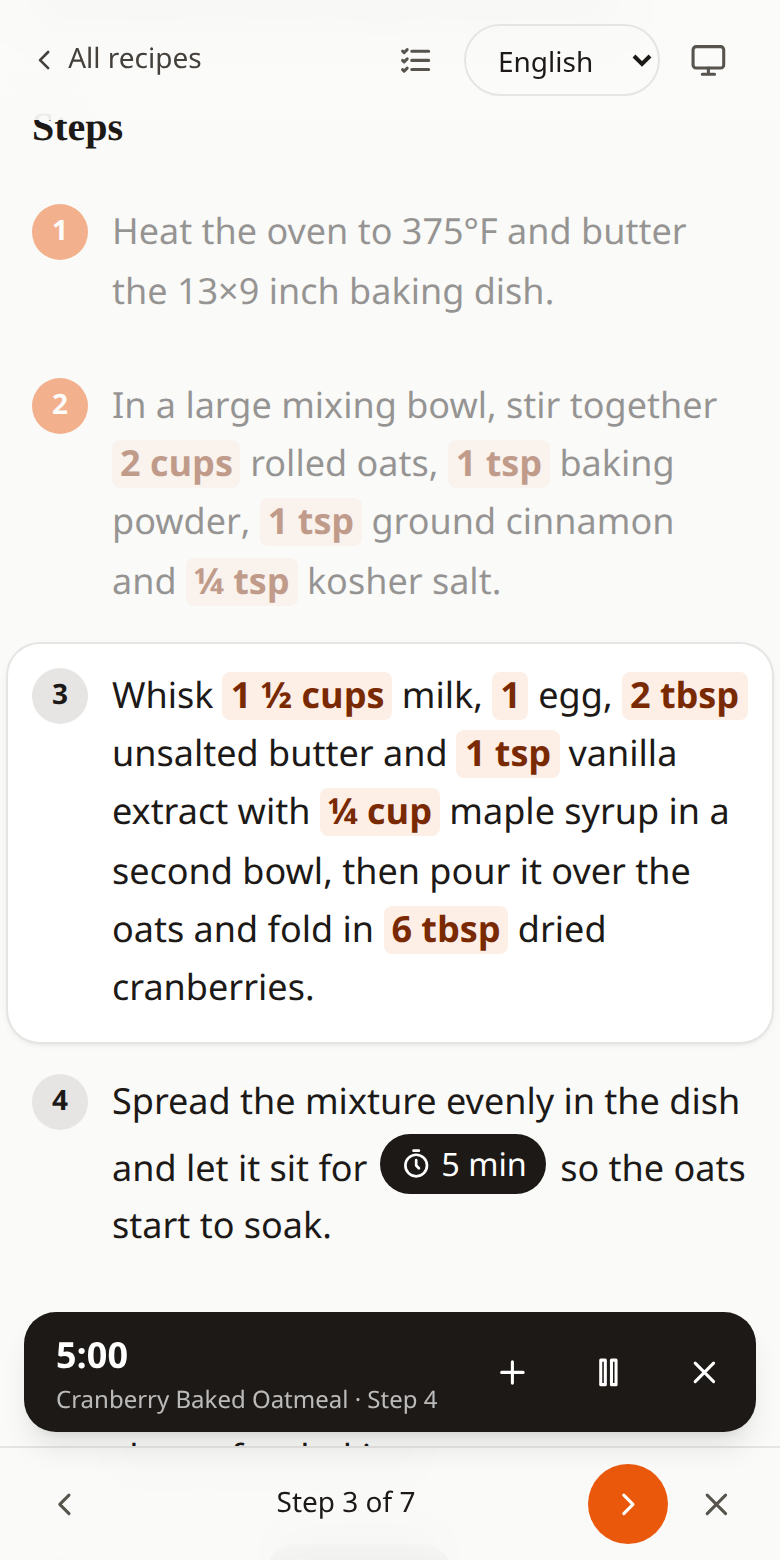 All recipes
English
Steps
1
Heat the oven to 375°F and butter
the 13×9 inch baking dish.
2
In a large mixing bowl, stir together
2 cups rolled oats, 1 tsp baking
powder, 1 tsp ground cinnamon
and ¼ tsp kosher salt.
3
Whisk 1 ½ cups milk, 1 egg, 2 tbsp
unsalted butter and 1 tsp vanilla
extract with ¼ cup maple syrup in a
second bowl, then pour it over the
oats and fold in 6 tbsp dried
cranberries.
4
Spread the mixture evenly in the dish
and let it sit for 5 min so the oats
start to soak.
5:00
Cranberry Baked Oatmeal · Step 4
Step 3 of 7